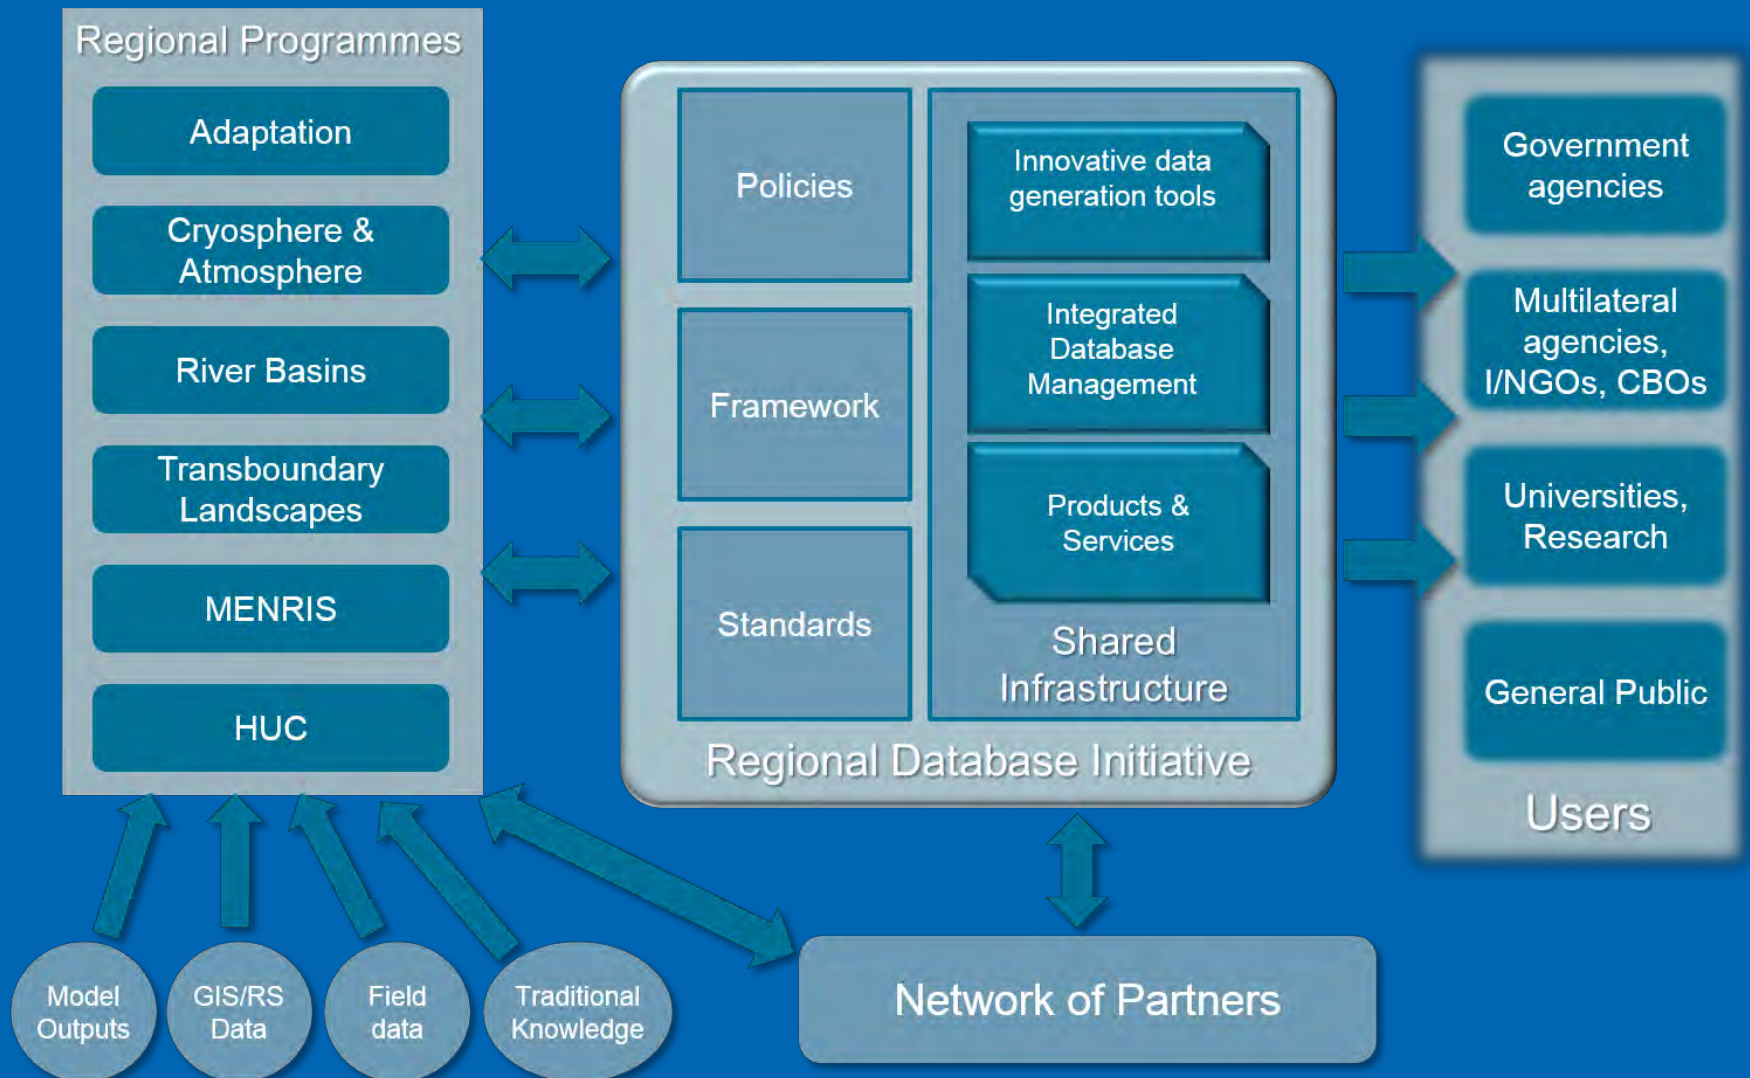 Regional Programmes
Adaptation
Cryosphere &
Atmosphere
River Basins
Transboundary
Landscapes
MENRIS
HUC
Policies
Framework
Standards
Innovative data
generation tools
Integrated
Database
Management
Products &
Services
Shared
Infrastructure
Regional Database Initiative
Government
agencies
Multilateral
agencies,
I/NGOs, CBOs
Universities,
Research
General Public
Users
Model
Outputs
GIS/RS
Data
Field
data
Traditional
Knowledge
Network of Partners